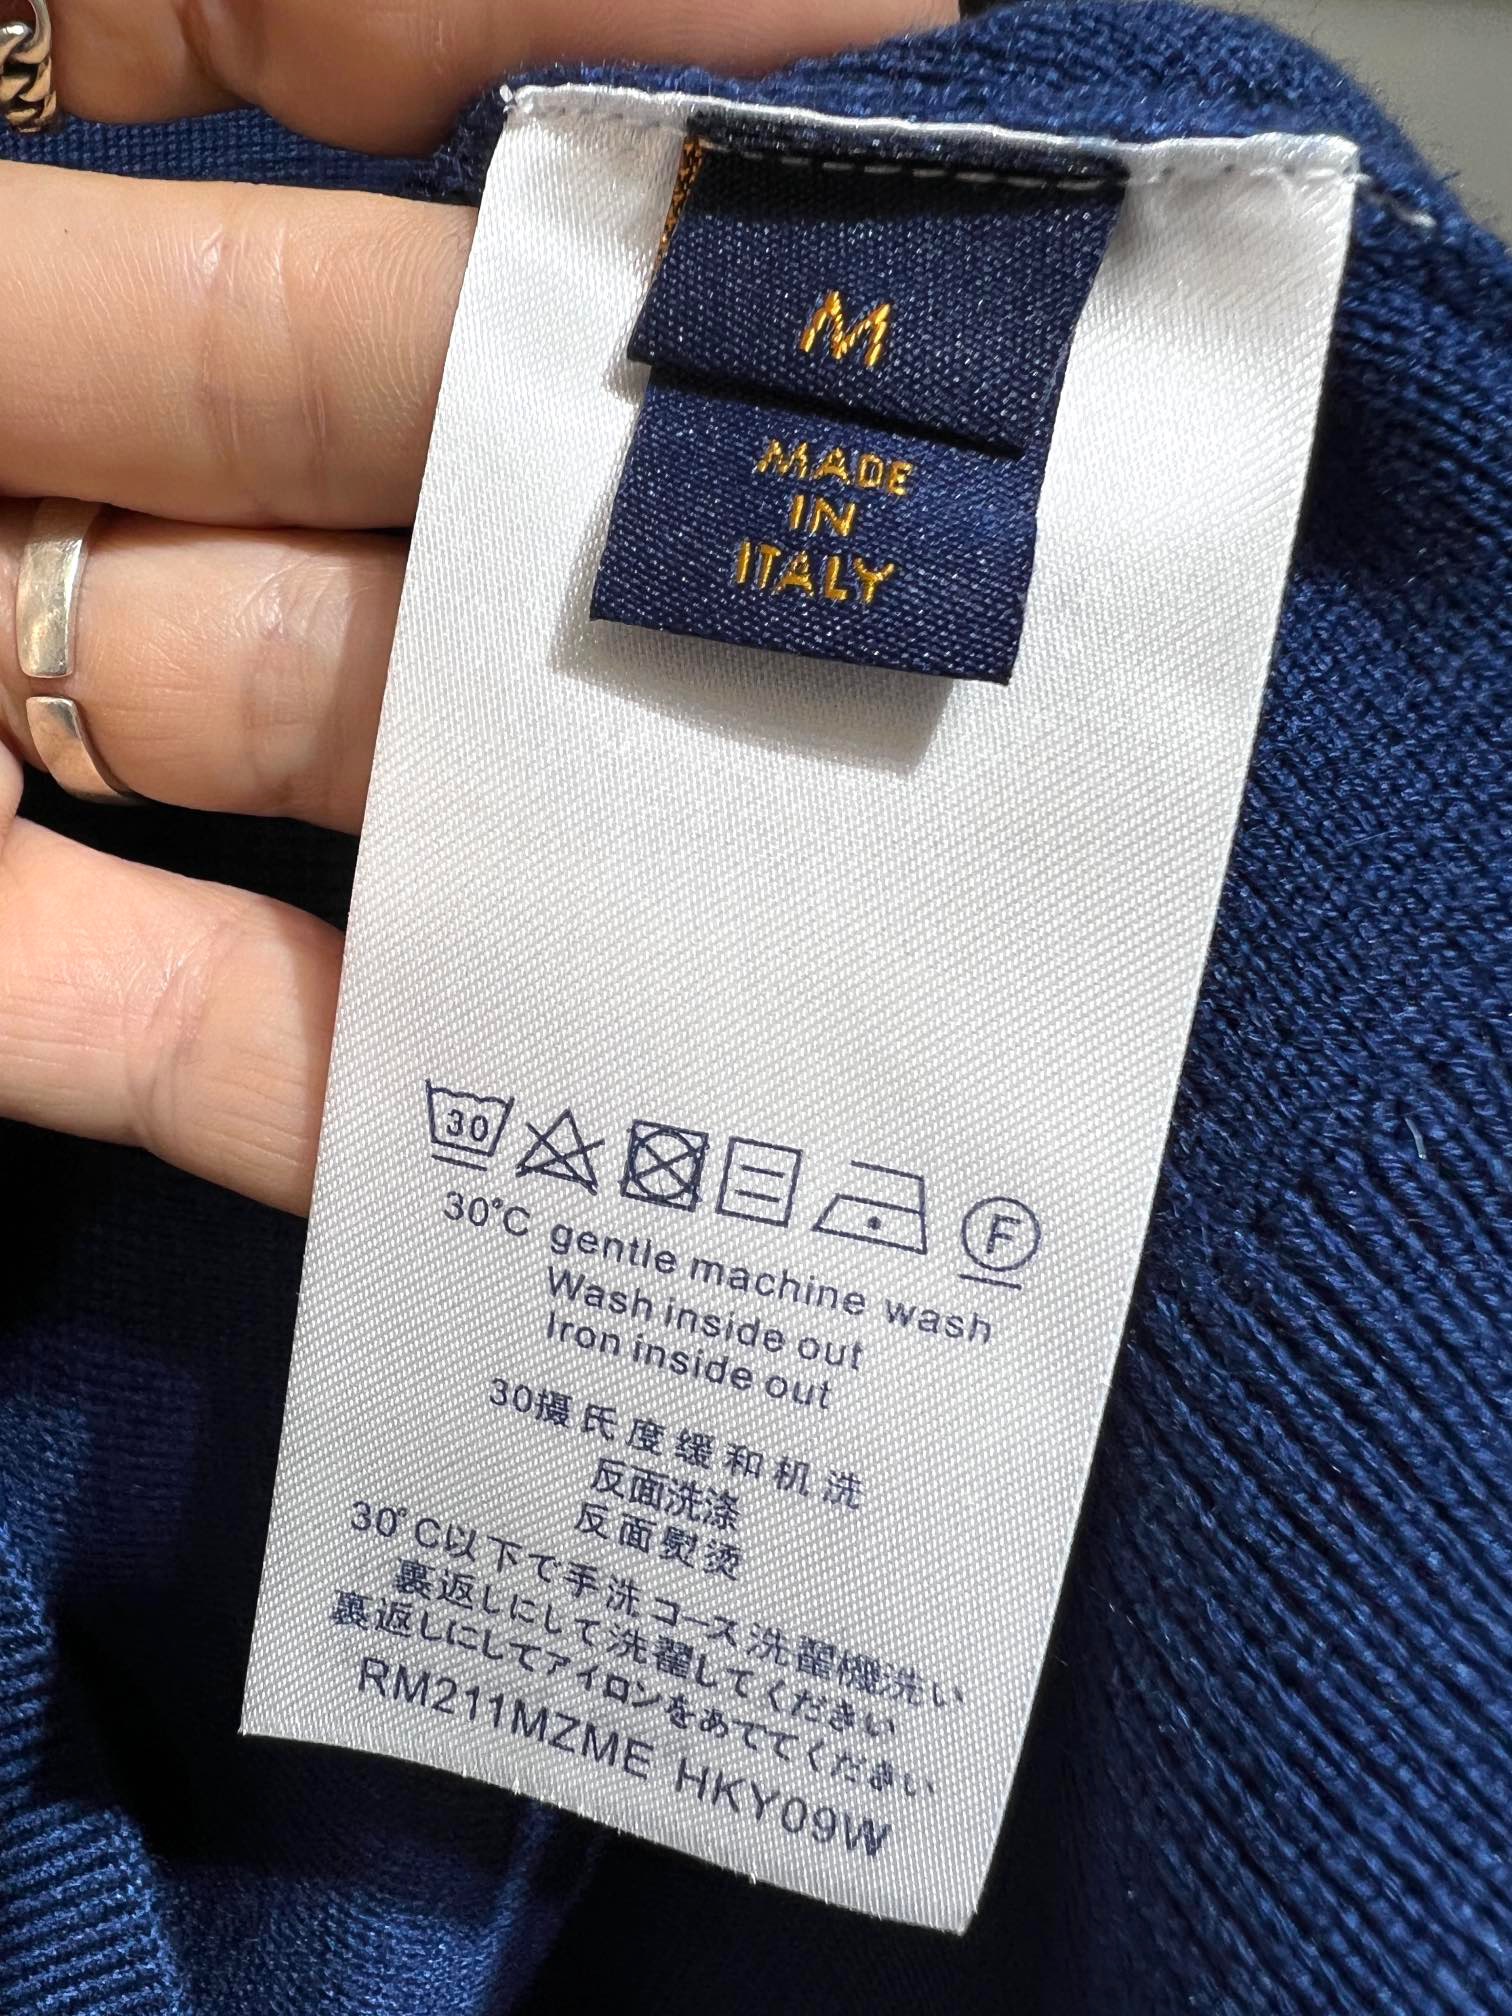 M
MADE
IN
ITALY
30
F
30°C gentle machine wash
Wash inside out
Iron inside out
30摄氏度缓和机洗
反面洗涤
反面熨烫
30°C以下で手洗コース洗濯機洗い
裏返しにして洗濯してください
裏返しにしてアイロンをあててください
RM211MZME HKY09W